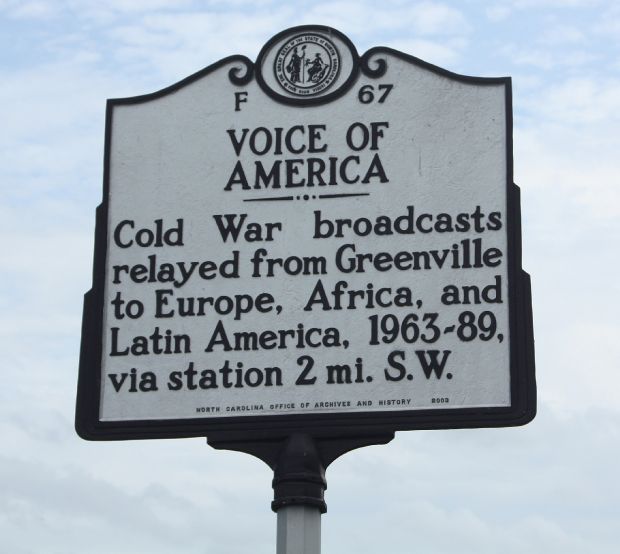 F 67
VOICE OF
AMERICA
Cold War broadcasts
relayed from Greenville
to Europe, Africa, and
Latin America, 1963-89,
via station 2 mi. S.W.
NORTH CAROLINA OFFICE OF ARCHIVES AND HISTORY